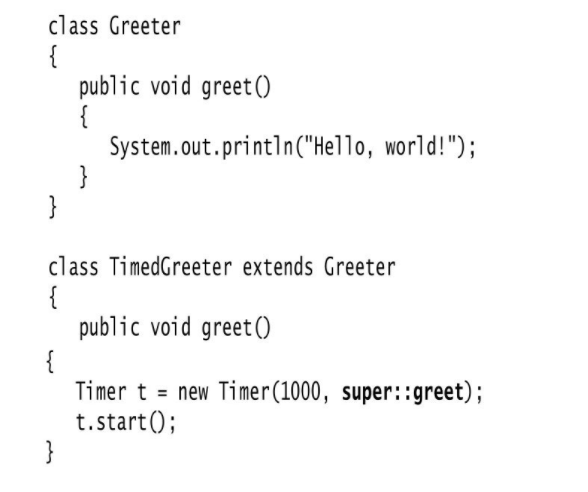 class Greeter
{
public void greet()
{
System.out.println("Hello, world!");
}
}
class TimedGreeter extends Greeter
{
public void greet()
{
Timer t = new Timer(1000, super::greet);
t.start();
}